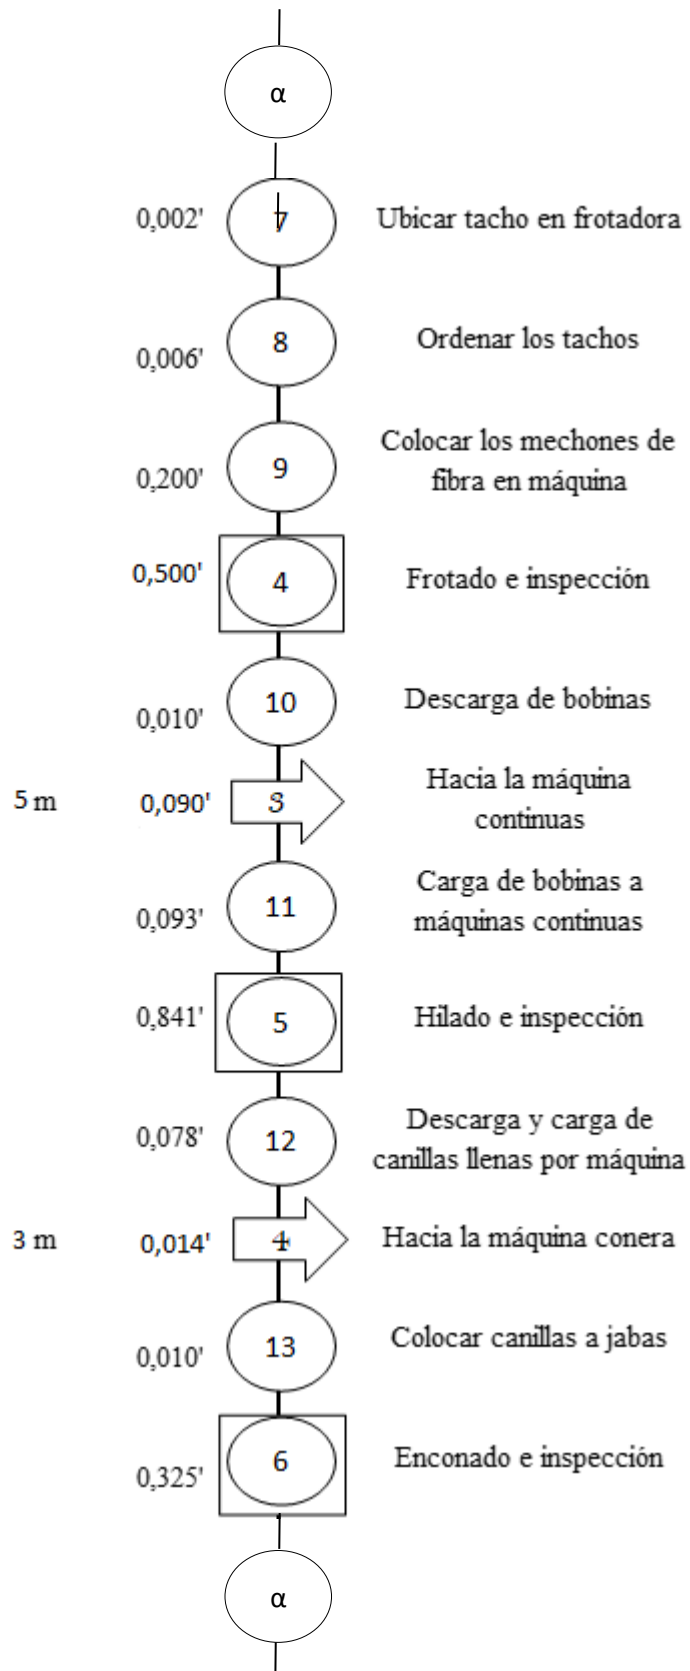 α
0,002' 7 Ubicar tacho en frotadora
0,006' 8 Ordenar los tachos
0,200' 9 Colocar los mechones de
fibra en máquina
0,500' 4 Frotado e inspección
0,010' 10 Descarga de bobinas
5 m 0,090' 3 Hacia la máquina
continuas
0,093' 11 Carga de bobinas a
máquinas continuas
0,841' 5 Hilado e inspección
0,078' 12 Descarga y carga de
canillas llenas por máquina
3 m 0,014' 4 Hacia la máquina conera
0,010' 13 Colocar canillas a jabas
0,325' 6 Enconado e inspección
α